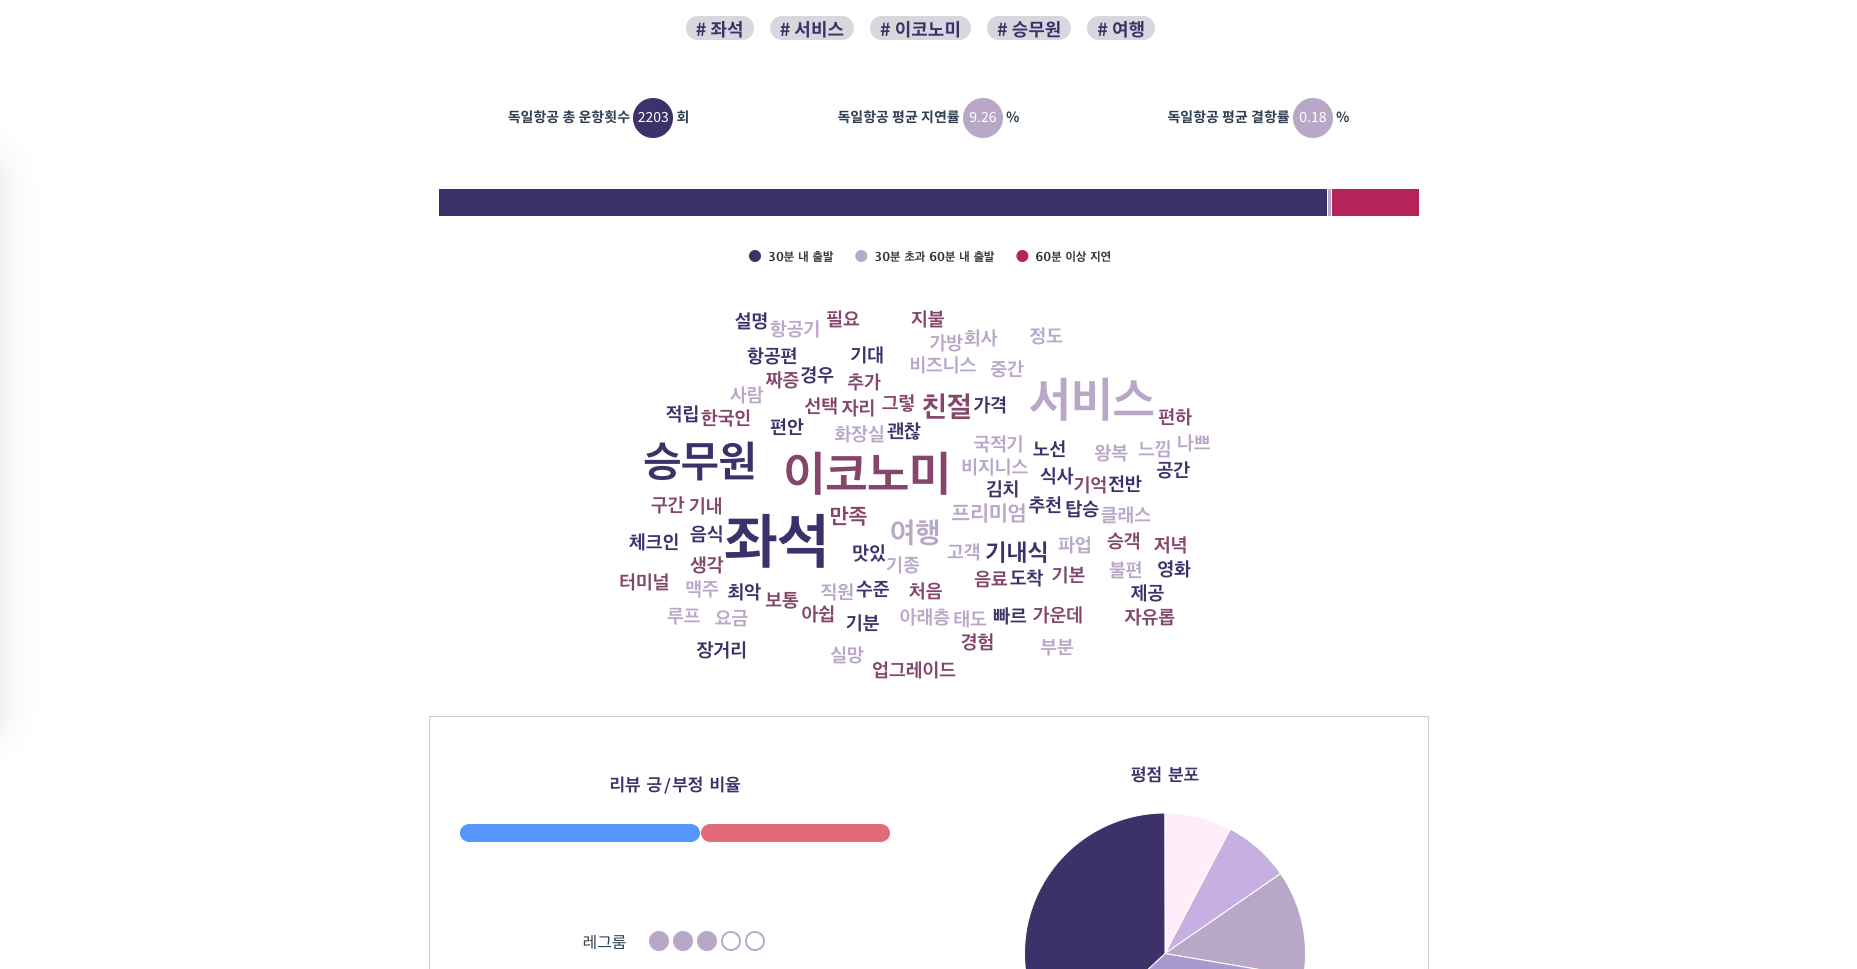 # 좌석 # 서비스 # 이코노미 # 승무원 # 여행
독일항공 총 운항횟수 2203 회 독일항공 평균 지연률 9.26 % 독일항공 평균 결항률 0.18 %
30분 내 출발 30분 초과 60분 내 출발 60분 이상 지연
설명 항공기 필요 지불
가방 회사 정도
항공편 기대 비즈니스 중간
짜증 경우 추가
사람 선택 자리 그렇 친절 가격 서비스
적립 한국인 편하
편안 화장실 괜찮
국적기 노선 왕복 느낌 나쁘
승무원 이코노미 비지니스 식사 공간
김치 기억 전반
구간 기내 만족 프리미엄 추천 탑승 클래스
체크인 음식 좌석 여행
맛있 고객 기내식 파업 승객 저녁
생각 기종 불편 영화
터미널 맥주 최악 직원 수준 처음 음료 도착 기본
보통 제공
루프 요금 아쉽 기분 아래층 태도 빠르 가운데 자유롭
장거리 실망 경험 부분
업그레이드
리뷰 긍/부정 비율
평점 분포
레그룸